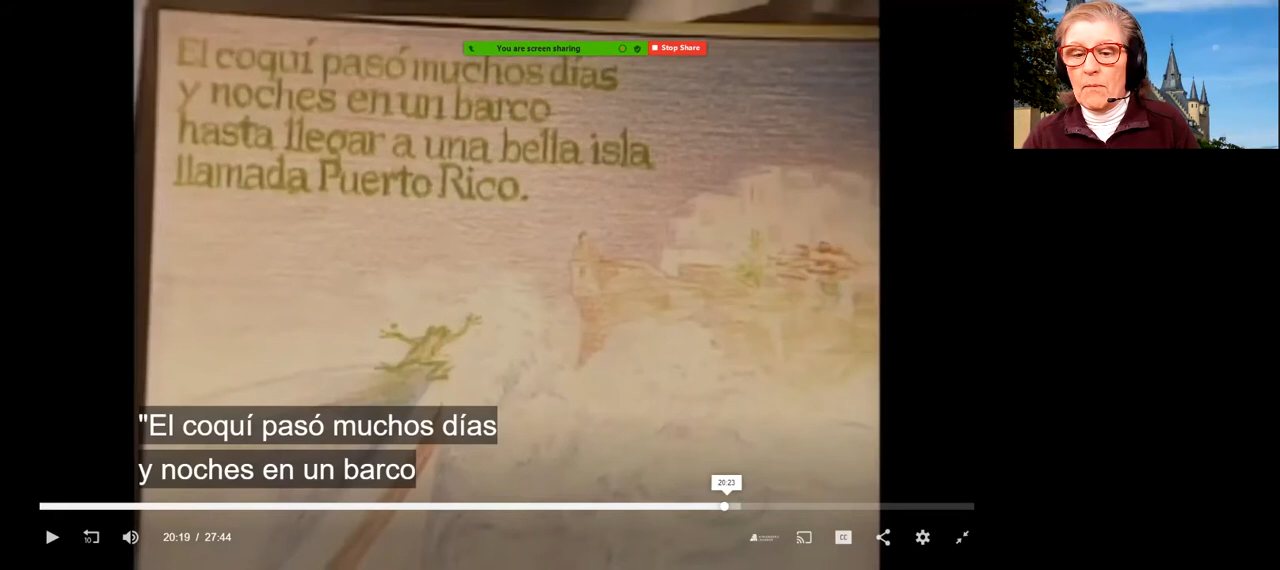 El coquí pasó muchos días
y noches en un barco
hasta llegar a una bella isla
llamada Puerto Rico.
You are screen sharing
Stop Share
"El coquí pasó muchos días
y noches en un barco
20:23
10
20:19 / 27:44
CC